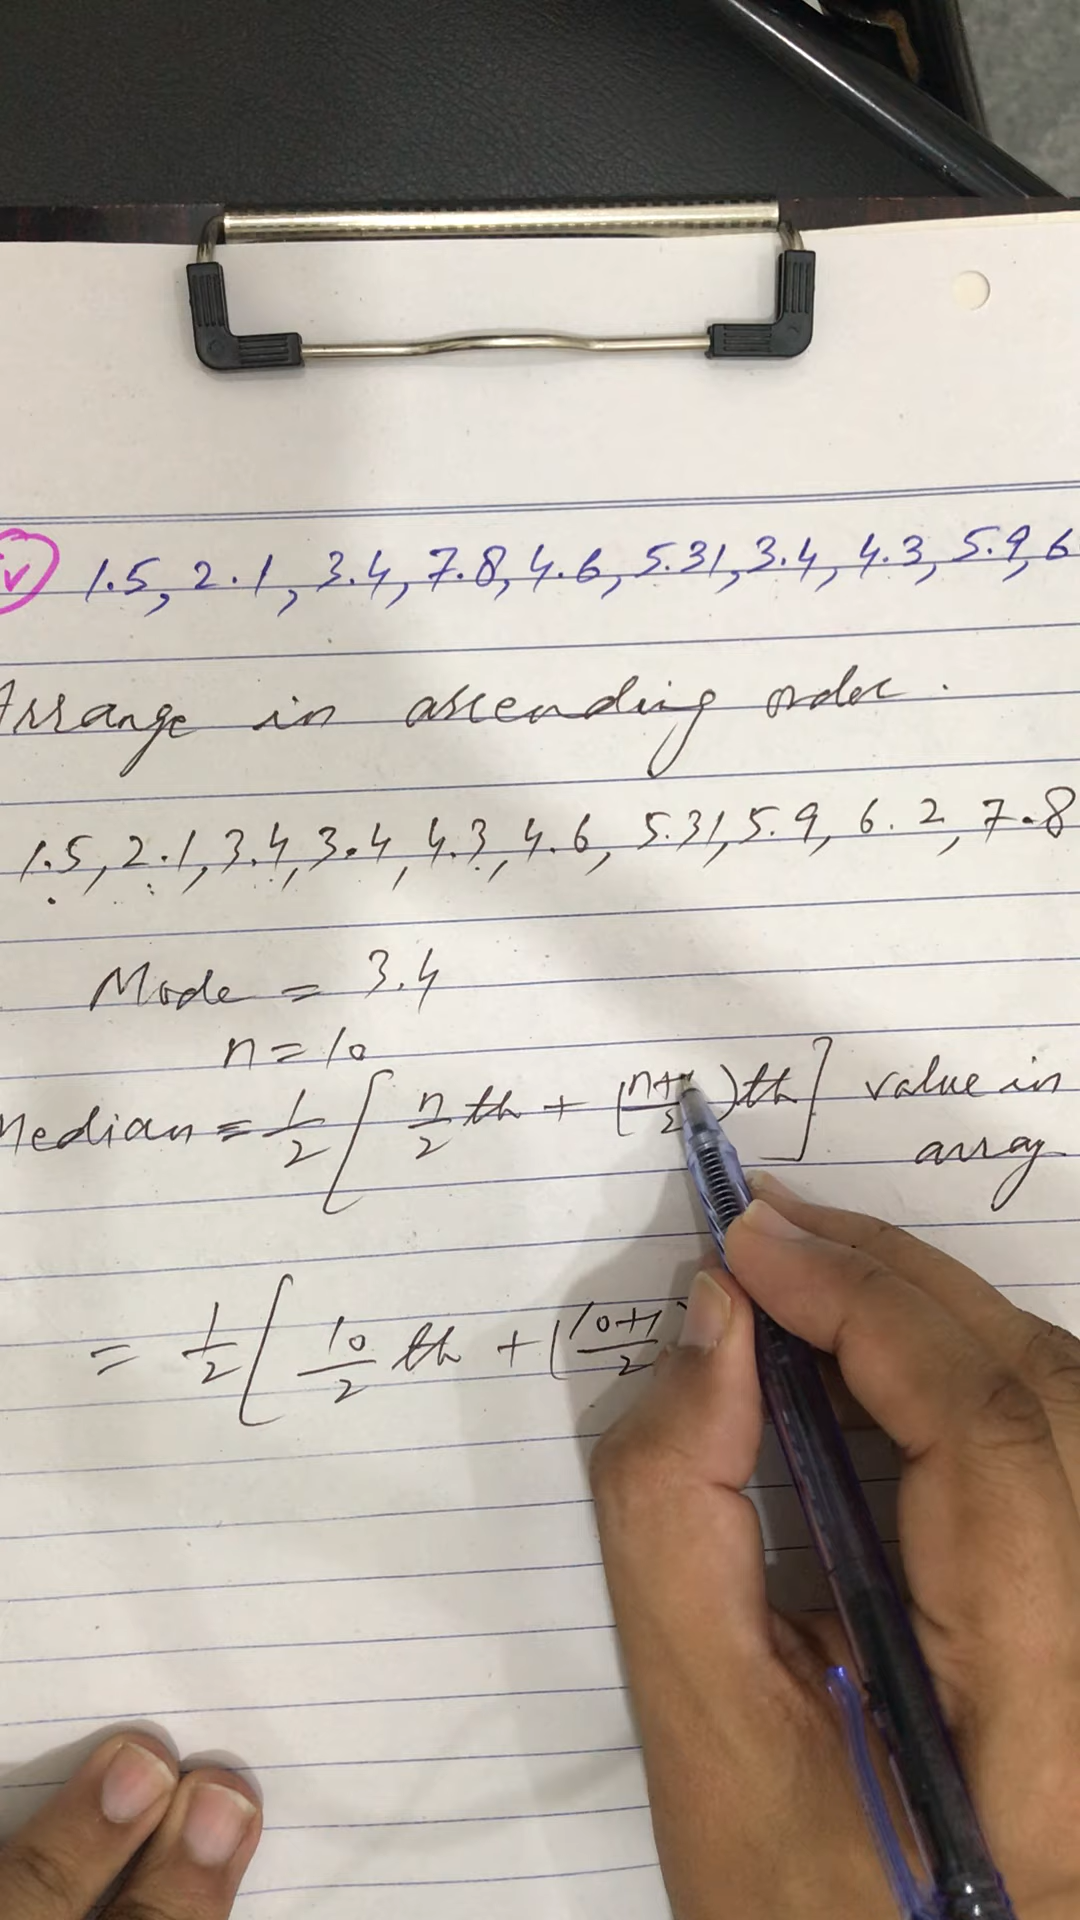 iv 1.5, 2.1, 3.4, 7.8, 4.6, 5.31, 3.4, 4.3, 5.9, 6
Arrange in ascending order.
1.5, 2.1, 3.4, 3.4, 4.3, 4.6, 5.31, 5.9, 6.2, 7.8
Mode = 3.4
n = 10
Median = 1/2 [ n/2 th + (n+1/2)th ] value in
array
= 1/2 [ 10/2 th + (10+1/2)